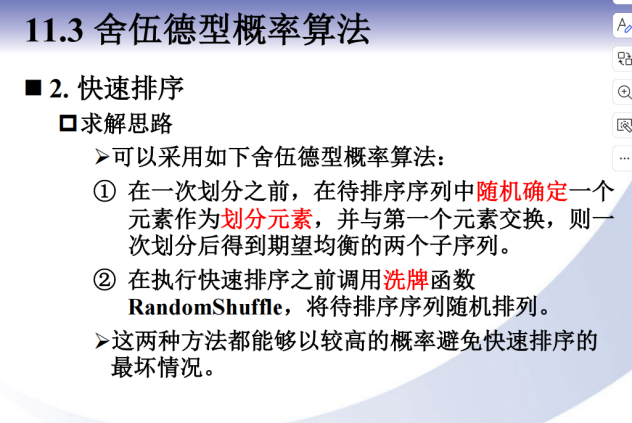 11.3 舍伍德型概率算法
■ 2. 快速排序
求解思路
➢可以采用如下舍伍德型概率算法：
① 在一次划分之前，在待排序序列中随机确定一个
元素作为划分元素，并与第一个元素交换，则一
次划分后得到期望均衡的两个子序列。
② 在执行快速排序之前调用洗牌函数
RandomShuffle，将待排序序列随机排列。
➢这两种方法都能够以较高的概率避免快速排序的
最坏情况。